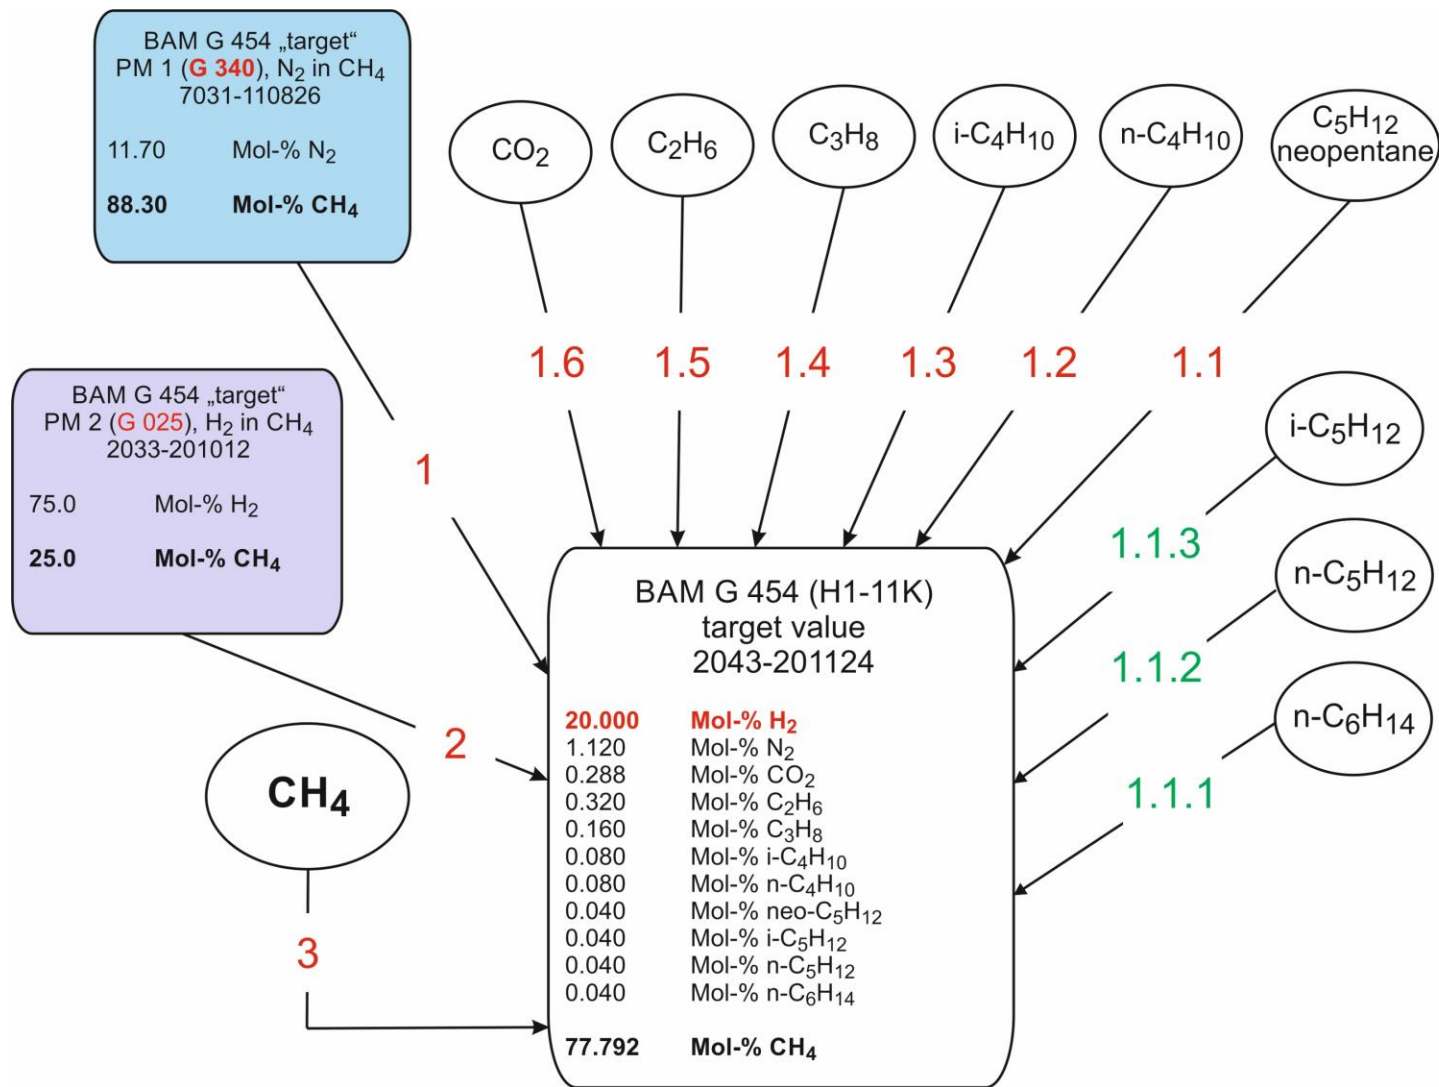 BAM G 454 „target“
PM 1 (G 340), N₂ in CH₄
7031-110826
11.70 Mol-% N₂
88.30 Mol-% CH₄
CO₂
C₂H₆
C₃H₈
i-C₄H₁₀
n-C₄H₁₀
C₅H₁₂
neopentane
1.6
1.5
1.4
1.3
1.2
1.1
BAM G 454 „target“
PM 2 (G 025), H₂ in CH₄
2033-201012
75.0 Mol-% H₂
25.0 Mol-% CH₄
1
2
CH₄
3
i-C₅H₁₂
1.1.3
n-C₅H₁₂
1.1.2
n-C₆H₁₄
1.1.1
BAM G 454 (H1-11K)
target value
2043-201124
20.000 Mol-% H₂
1.120 Mol-% N₂
0.288 Mol-% CO₂
0.320 Mol-% C₂H₆
0.160 Mol-% C₃H₈
0.080 Mol-% i-C₄H₁₀
0.080 Mol-% n-C₄H₁₀
0.040 Mol-% neo-C₅H₁₂
0.040 Mol-% i-C₅H₁₂
0.040 Mol-% n-C₅H₁₂
0.040 Mol-% n-C₆H₁₄
77.792 Mol-% CH₄